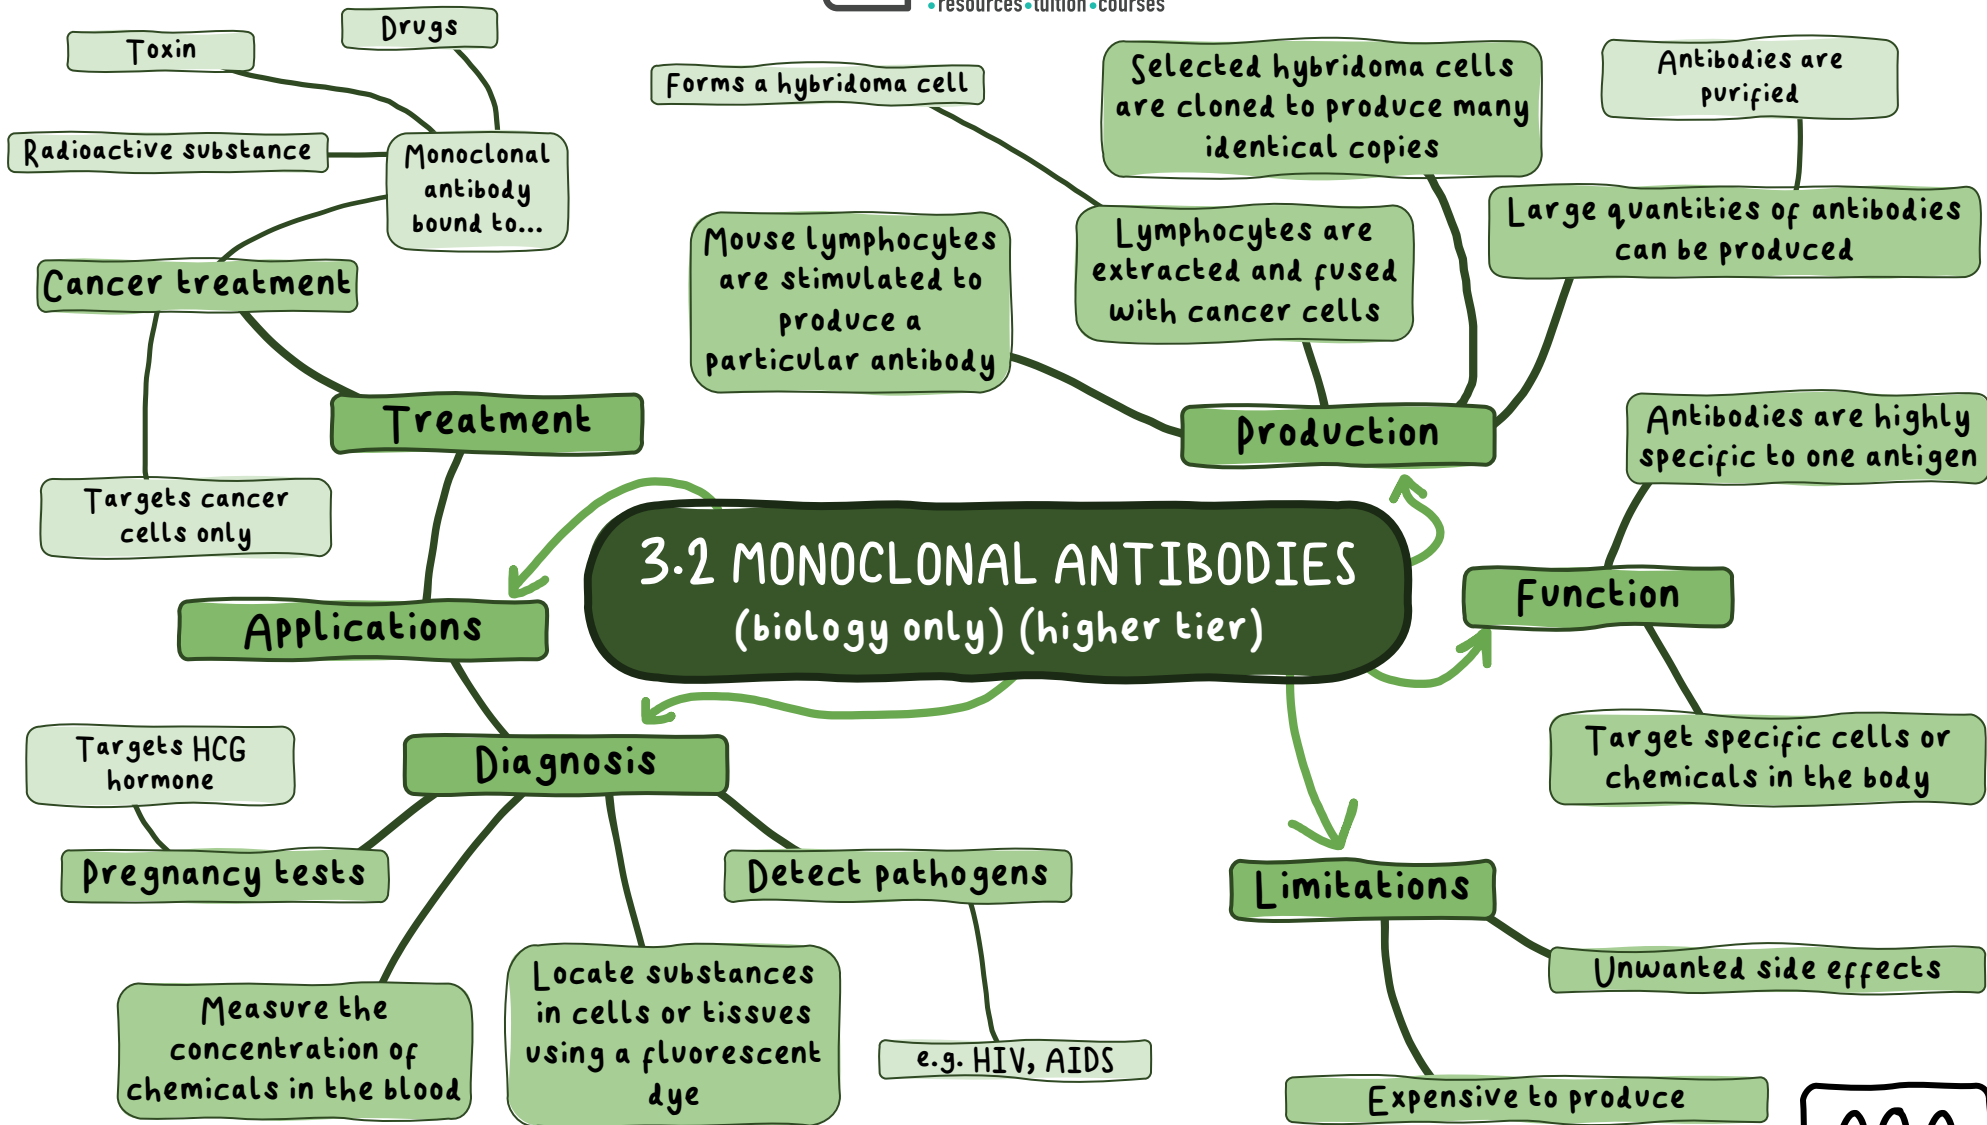 •resources•tuition•courses
Toxin
Drugs
Radioactive substance
Monoclonal
antibody
bound to...
Cancer treatment
Targets cancer
cells only
Treatment
Applications
Forms a hybridoma cell
Selected hybridoma cells
are cloned to produce many
identical copies
Antibodies are
purified
Mouse lymphocytes
are stimulated to
produce a
particular antibody
Lymphocytes are
extracted and fused
with cancer cells
Large quantities of antibodies
can be produced
Production
Antibodies are highly
specific to one antigen
3.2 MONOCLONAL ANTIBODIES
(biology only) (higher tier)
Function
Target specific cells or
chemicals in the body
Targets HCG
hormone
Diagnosis
Pregnancy tests
Detect pathogens
Measure the
concentration of
chemicals in the blood
Locate substances
in cells or tissues
using a fluorescent
dye
e.g. HIV, AIDS
Limitations
Unwanted side effects
Expensive to produce